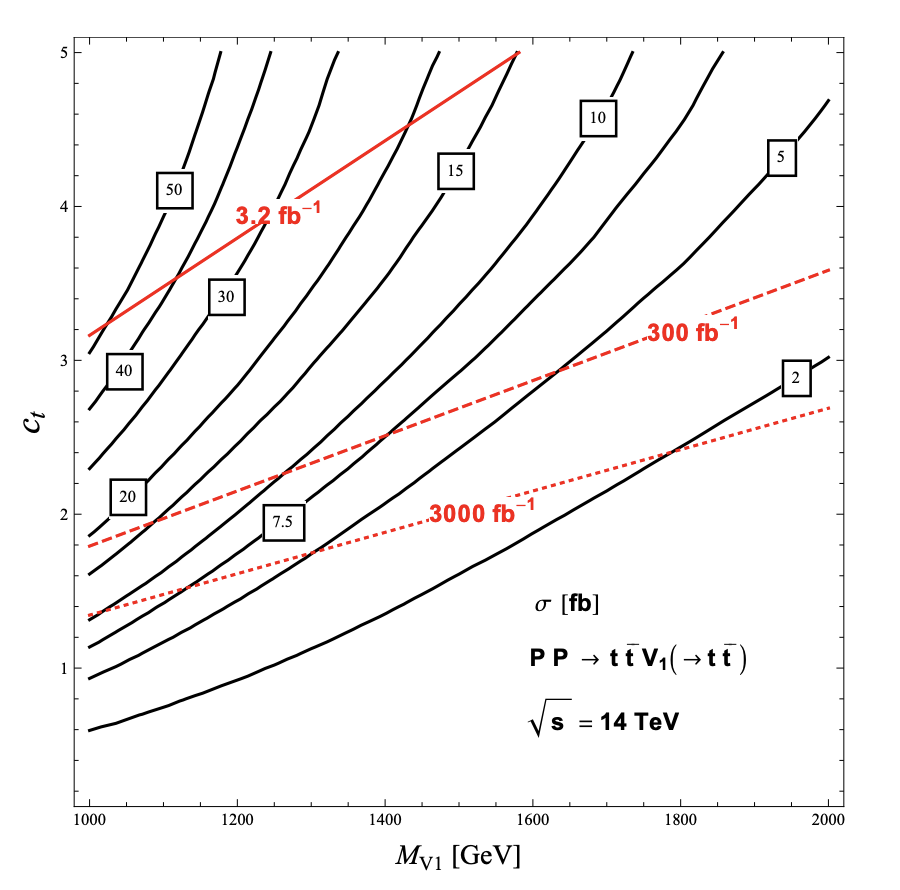 5
4
3
2
1
c_t
50
10
15
5
3.2 fb⁻¹
30
300 fb⁻¹
40
2
20
7.5
3000 fb⁻¹
σ [fb]
P P → t t̅ V₁(→ t t̅)
√s = 14 TeV
1000 1200 1400 1600 1800 2000
M_V1 [GeV]